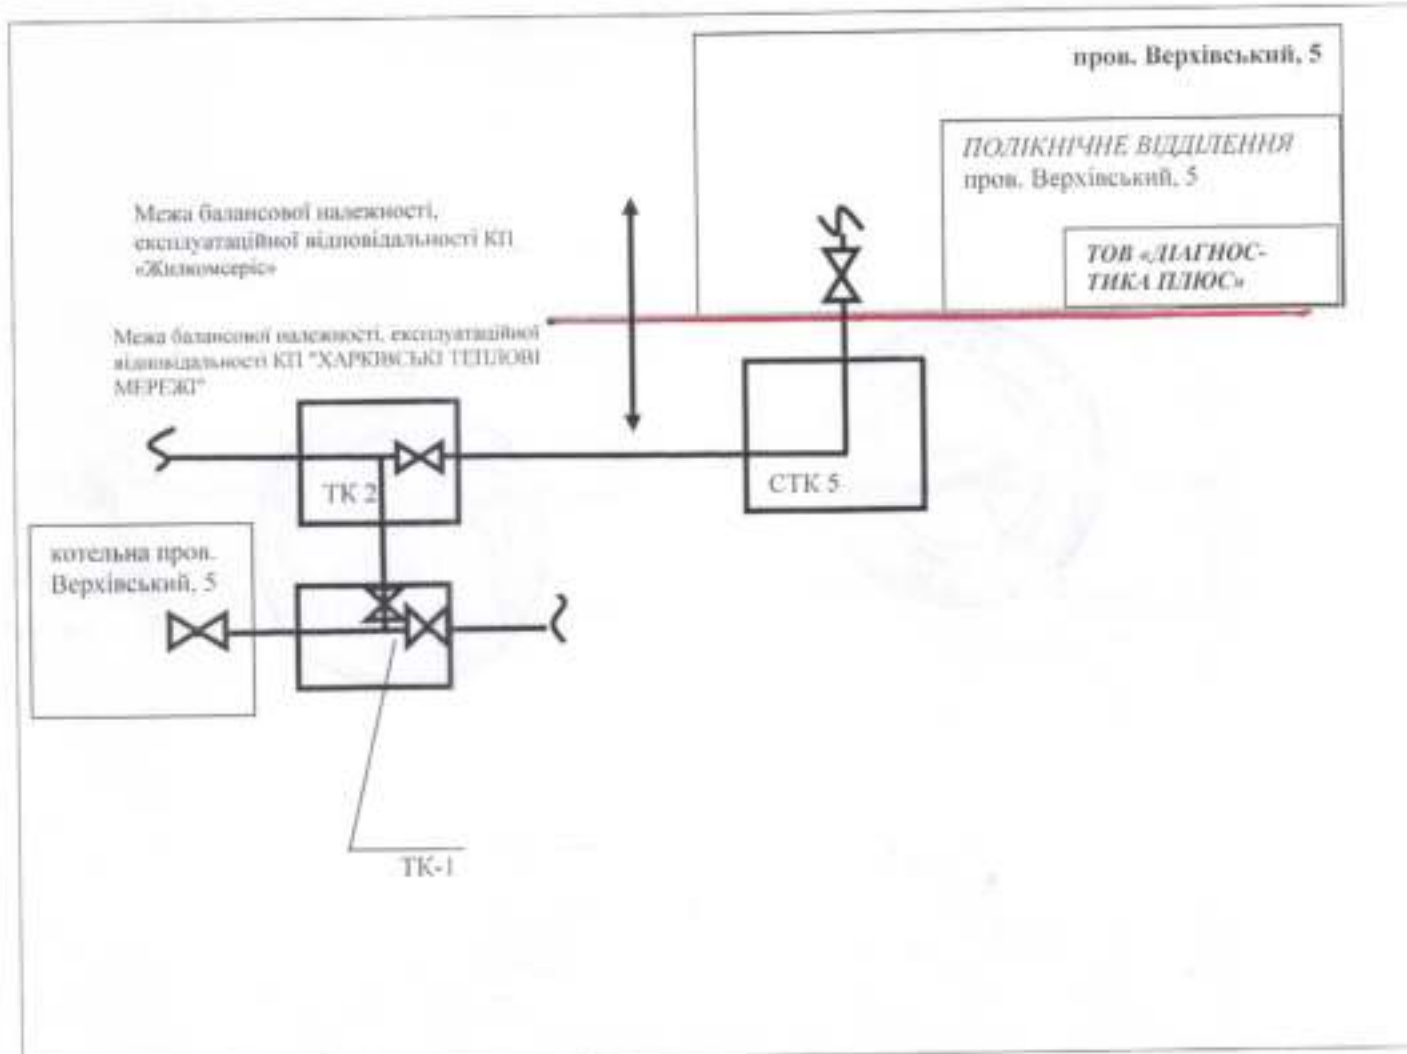 пров. Верхівський, 5
ПОЛІКНІЧНЕ ВІДДІЛЕННЯ
пров. Верхівський, 5
ТОВ «ДІАГНОС-
ТИКА ПЛЮС»
Межа балансової належності,
експлуатаційної відповідальності КП
«Жилкомсеріс»
Межа балансової належності, експлуатаційної
відповідальності КП "ХАРКІВСЬКІ ТЕПЛОВІ
МЕРЕЖІ"
ТК 2
СТК 5
котельна пров.
Верхівський, 5
ТК-1